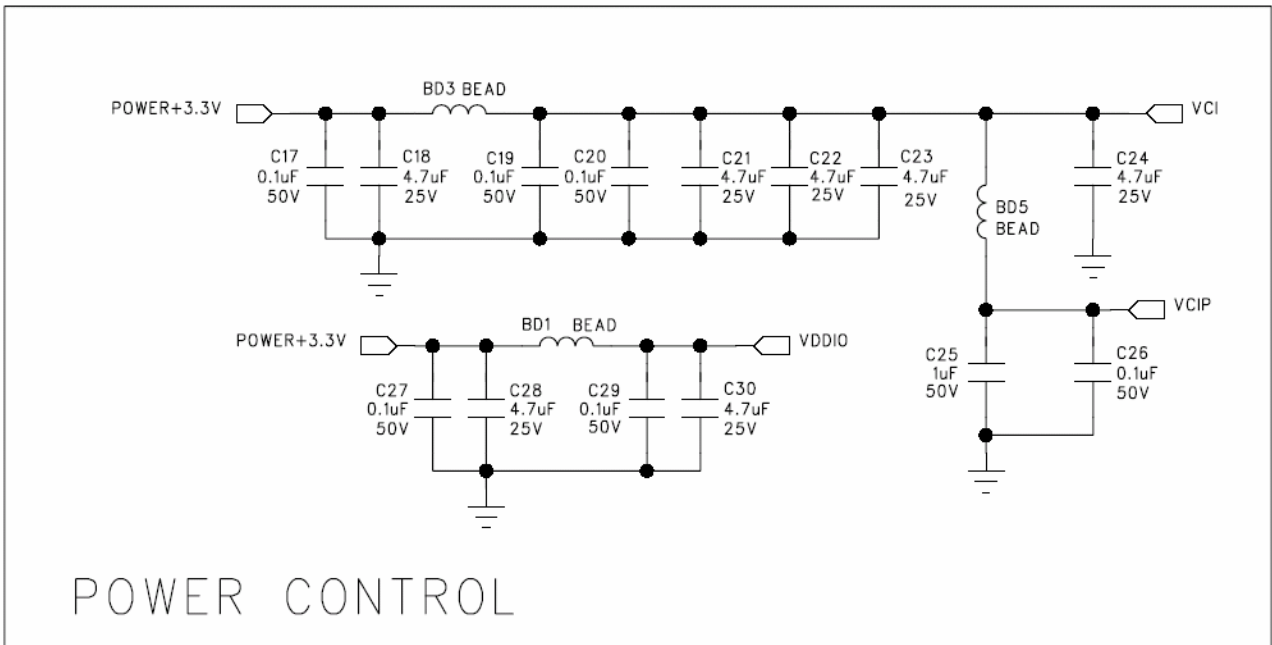 BD3 BEAD
POWER+3.3V
VCI
C17
0.1uF
50V
C18
4.7uF
25V
C19
0.1uF
50V
C20
0.1uF
50V
C21
4.7uF
25V
C22
4.7uF
25V
C23
4.7uF
25V
C24
4.7uF
25V
BD5
BEAD
BD1 BEAD
POWER+3.3V
VDDIO
VCIP
C27
0.1uF
50V
C28
4.7uF
25V
C29
0.1uF
50V
C30
4.7uF
25V
C25
1uF
50V
C26
0.1uF
50V
POWER CONTROL